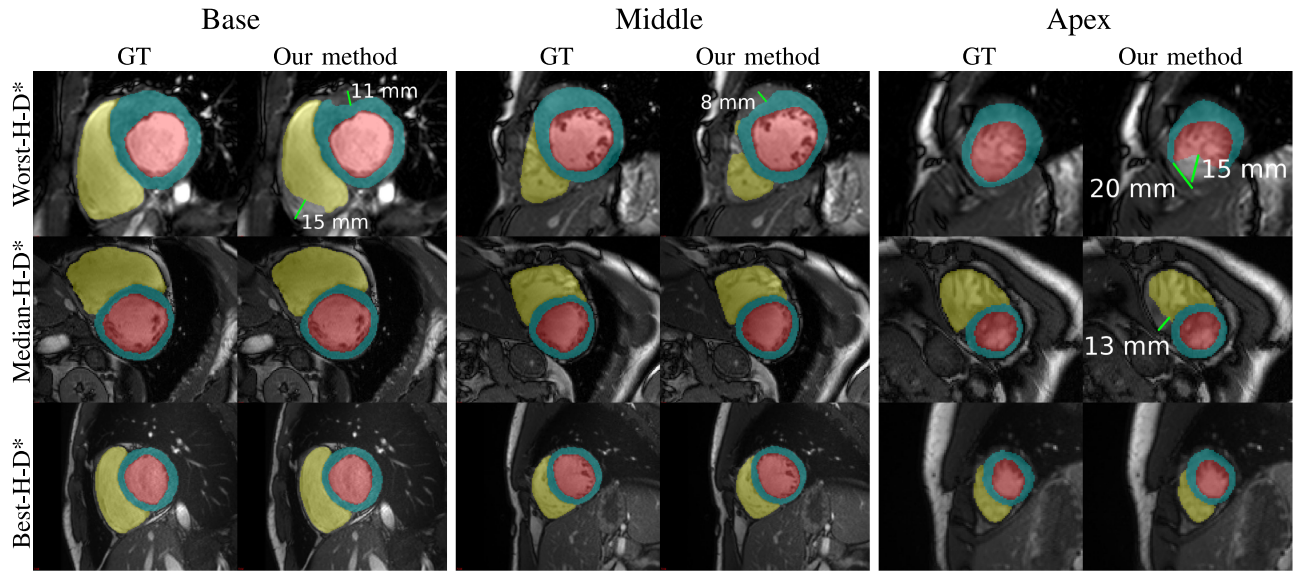 Base Middle Apex
GT Our method GT Our method GT Our method
Worst-H-D*
11 mm
15 mm
8 mm
20 mm
15 mm
Median-H-D*
13 mm
Best-H-D*